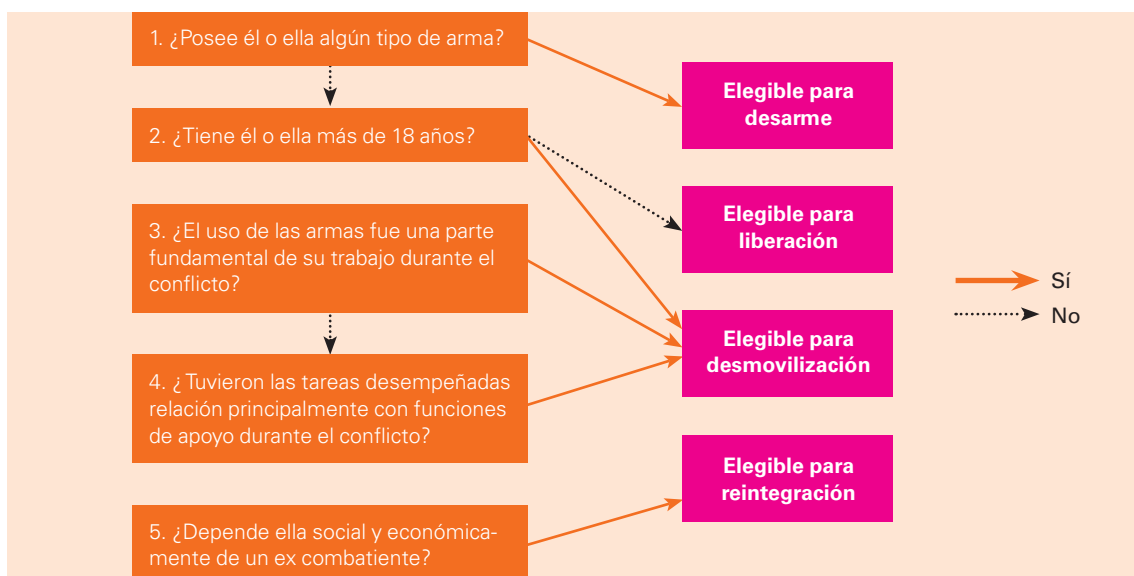 1. ¿Posee él o ella algún tipo de arma?
Elegible para
desarme
2. ¿Tiene él o ella más de 18 años?
Elegible para
liberación
3. ¿El uso de las armas fue una parte
fundamental de su trabajo durante el
conflicto?
Sí
No
Elegible para
desmovilización
4. ¿Tuvieron las tareas desempeñadas
relación principalmente con funciones
de apoyo durante el conflicto?
Elegible para
reintegración
5. ¿Depende ella social y económica-
mente de un ex combatiente?